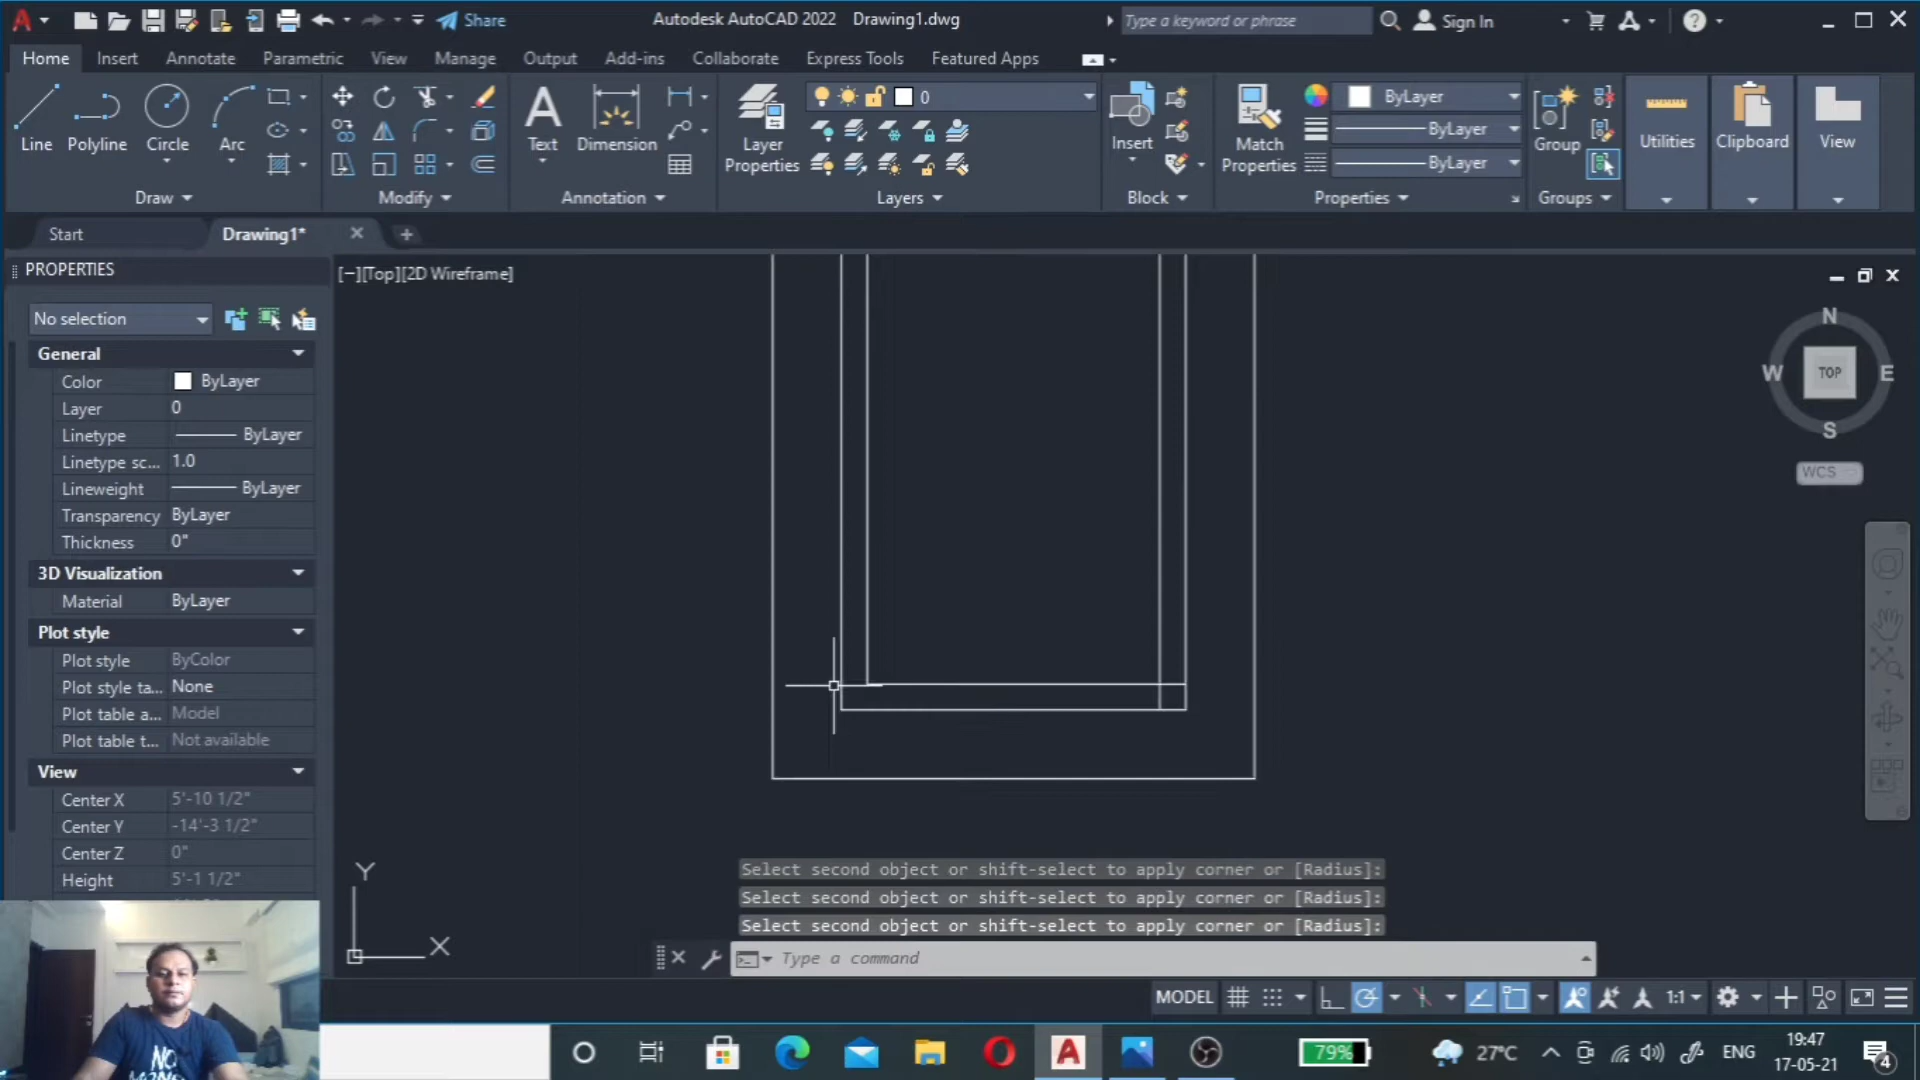 Share
Autodesk AutoCAD 2022 Drawing1.dwg
Type a keyword or phrase
Sign In
Home Insert Annotate Parametric View Manage Output Add-ins Collaborate Express Tools Featured Apps
Line Polyline Circle Arc
Text Dimension
Layer Properties
0
Insert
Match Properties
ByLayer
ByLayer
ByLayer
Group
Utilities Clipboard View
Draw Modify Annotation Layers Block Properties Groups
Start Drawing1*
PROPERTIES
[−][Top][2D Wireframe]
No selection
General
Color ByLayer
Layer 0
Linetype ByLayer
Linetype sc... 1.0
Lineweight ByLayer
Transparency ByLayer
Thickness 0"
3D Visualization
Material ByLayer
Plot style
Plot style ByColor
Plot style ta... None
Plot table a... Model
Plot table t... Not available
View
Center X 5'-10 1/2"
Center Y -14'-3 1/2"
Center Z 0"
Height 5'-1 1/2"
N
W TOP E
S
WCS
Y
X
Select second object or shift-select to apply corner or [Radius]:
Select second object or shift-select to apply corner or [Radius]:
Select second object or shift-select to apply corner or [Radius]:
Type a command
MODEL 1:1
NO
79% 27°C ENG 19:47
17-05-21
4